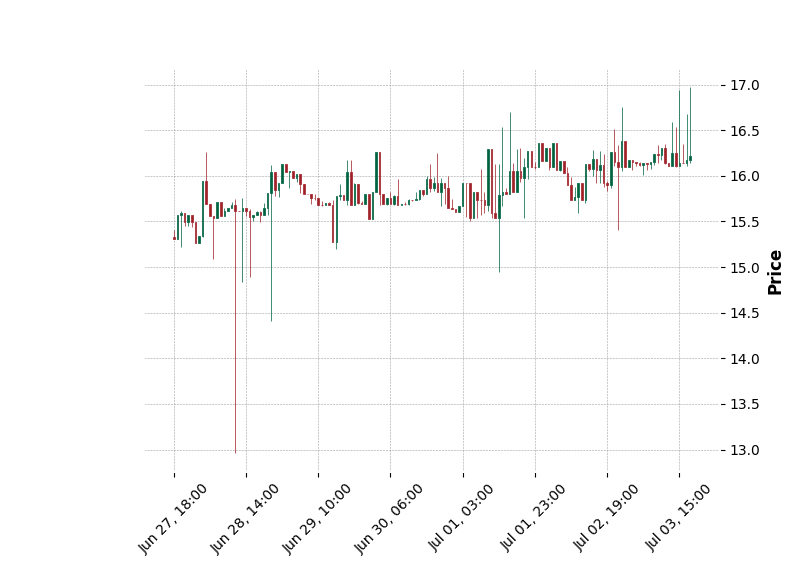 17.0
16.5
16.0
15.5
15.0
14.5
14.0
13.5
13.0
Price
Jun 27, 18:00
Jun 28, 14:00
Jun 29, 10:00
Jun 30, 06:00
Jul 01, 03:00
Jul 01, 23:00
Jul 02, 19:00
Jul 03, 15:00